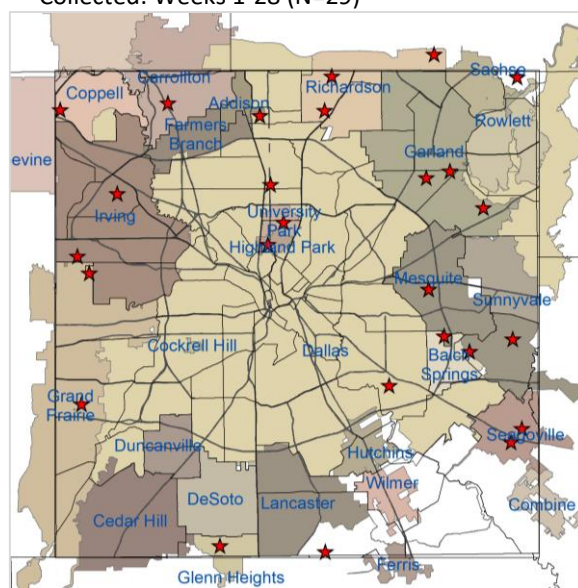 Collected: Weeks 1-28 (N=29)
Coppell
Carrollton
Addison
Richardson
Sachse
Farmers
Branch
Rowlett
evine
Garland
Irving
University
Park
Highland Park
Mesquite
Sunnyvale
Cockrell Hill
Dallas
Balch
Springs
Grand
Prairie
Seagoville
Duncanville
Hutchins
Wilmer
DeSoto
Lancaster
Combine
Cedar Hill
Ferris
Glenn Heights